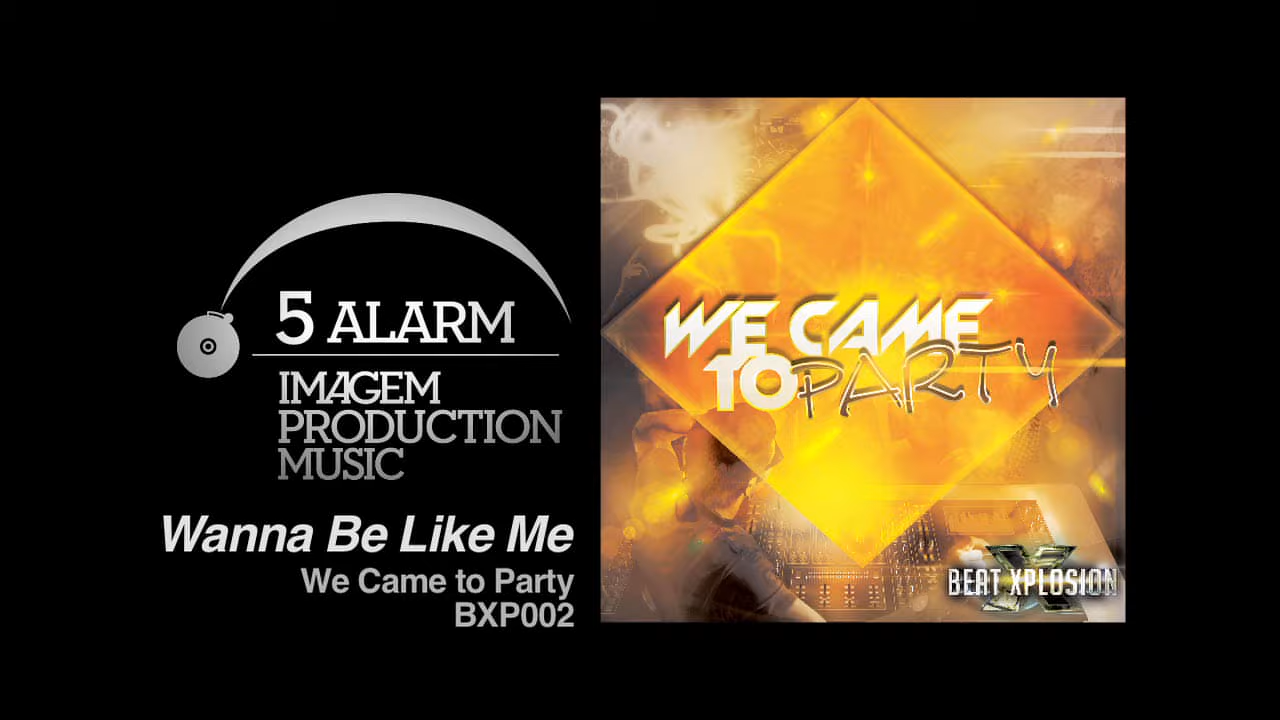 5 ALARM
IMAGEM
PRODUCTION
MUSIC
Wanna Be Like Me
We Came to Party
BXP002
WE CAME
TO PARTY
BEAT XPLOSION
X